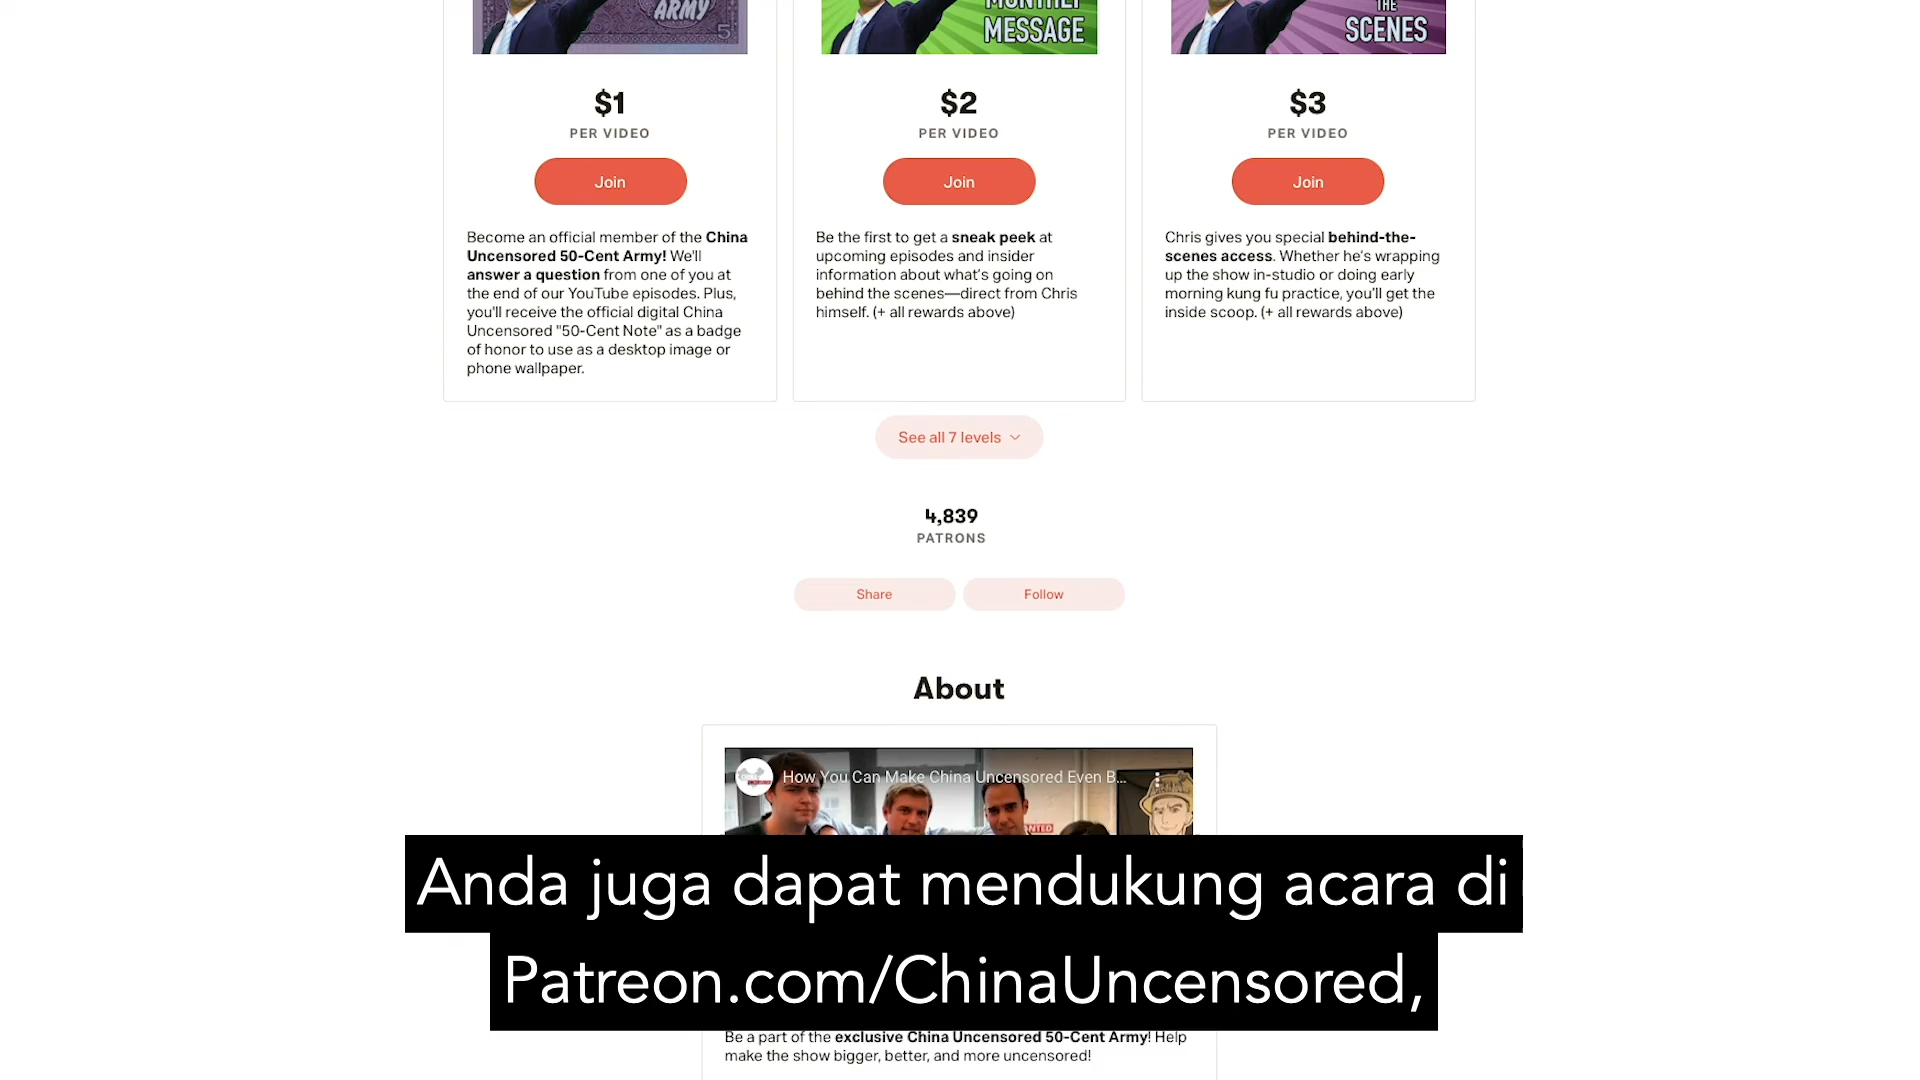 ARMY
5
$1
PER VIDEO
Join
Become an official member of the China
Uncensored 50-Cent Army! We'll
answer a question from one of you at
the end of our YouTube episodes. Plus,
you'll receive the official digital China
Uncensored "50-Cent Note" as a badge
of honor to use as a desktop image or
phone wallpaper.
MONTHLY
MESSAGE
$2
PER VIDEO
Join
Be the first to get a sneak peek at
upcoming episodes and insider
information about what's going on
behind the scenes—direct from Chris
himself. (+ all rewards above)
THE
SCENES
$3
PER VIDEO
Join
Chris gives you special behind-the-
scenes access. Whether he's wrapping
up the show in-studio or doing early
morning kung fu practice, you'll get the
inside scoop. (+ all rewards above)
See all 7 levels
4,839
PATRONS
Share
Follow
About
How You Can Make China Uncensored Even B...
Anda juga dapat mendukung acara di
Patreon.com/ChinaUncensored,
Be a part of the exclusive China Uncensored 50-Cent Army! Help
make the show bigger, better, and more uncensored!